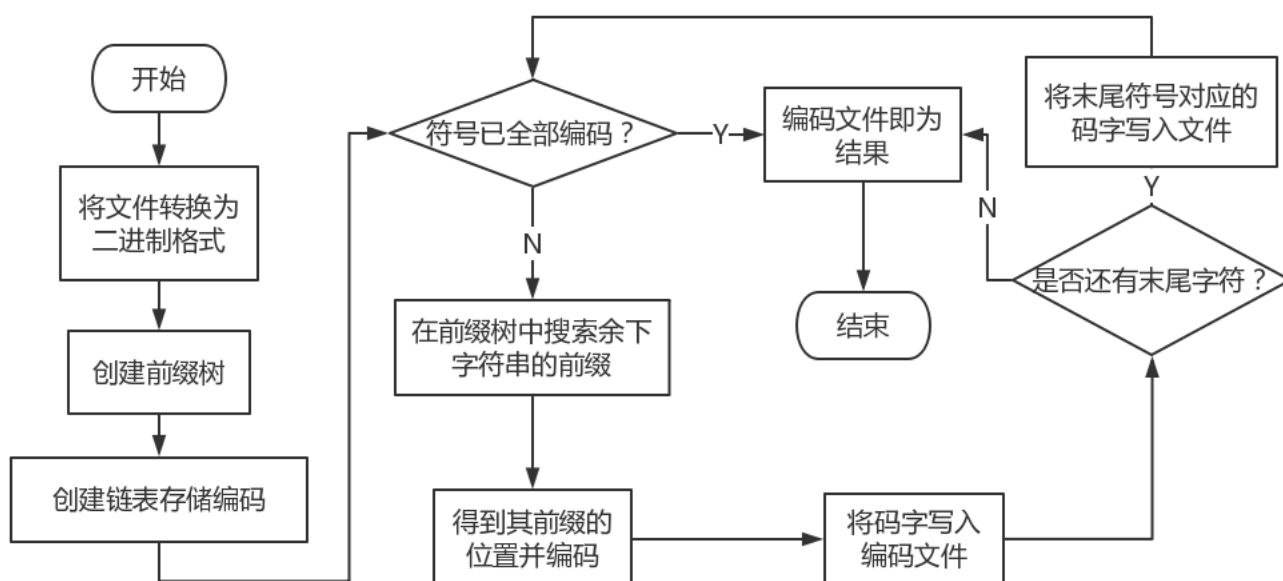 开始
将文件转换为
二进制格式
创建前缀树
创建链表存储编码
符号已全部编码？
Y
N
在前缀树中搜索余下
字符串的前缀
得到其前缀的
位置并编码
将码字写入
编码文件
是否还有末尾字符？
Y
N
将末尾符号对应的
码字写入文件
编码文件即为
结果
结束